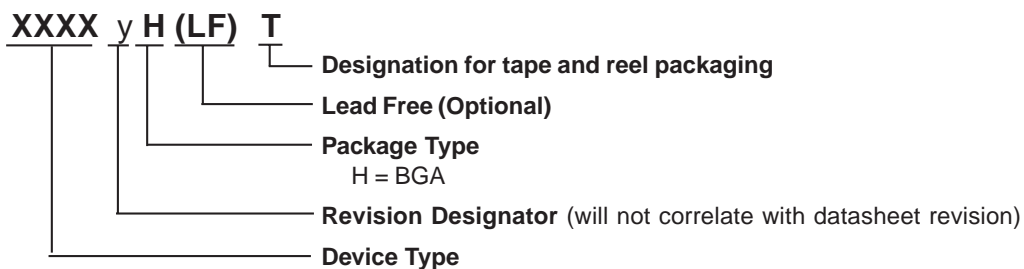 XXXX y H (LF) T
Designation for tape and reel packaging
Lead Free (Optional)
Package Type
H = BGA
Revision Designator (will not correlate with datasheet revision)
Device Type